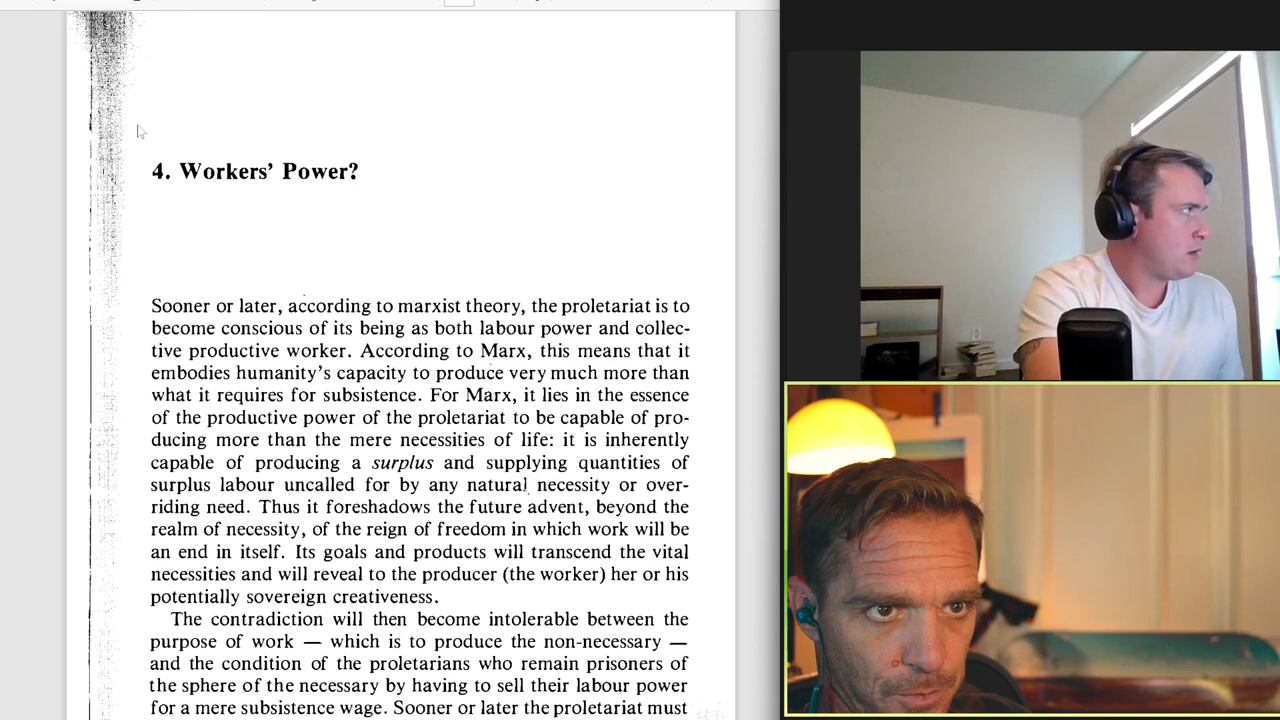 4. Workers' Power?
Sooner or later, according to marxist theory, the proletariat is to
become conscious of its being as both labour power and collec-
tive productive worker. According to Marx, this means that it
embodies humanity's capacity to produce very much more than
what it requires for subsistence. For Marx, it lies in the essence
of the productive power of the proletariat to be capable of pro-
ducing more than the mere necessities of life: it is inherently
capable of producing a surplus and supplying quantities of
surplus labour uncalled for by any natural necessity or over-
riding need. Thus it foreshadows the future advent, beyond the
realm of necessity, of the reign of freedom in which work will be
an end in itself. Its goals and products will transcend the vital
necessities and will reveal to the producer (the worker) her or his
potentially sovereign creativeness.
The contradiction will then become intolerable between the
purpose of work — which is to produce the non-necessary —
and the condition of the proletarians who remain prisoners of
the sphere of the necessary by having to sell their labour power
for a mere subsistence wage. Sooner or later the proletariat must